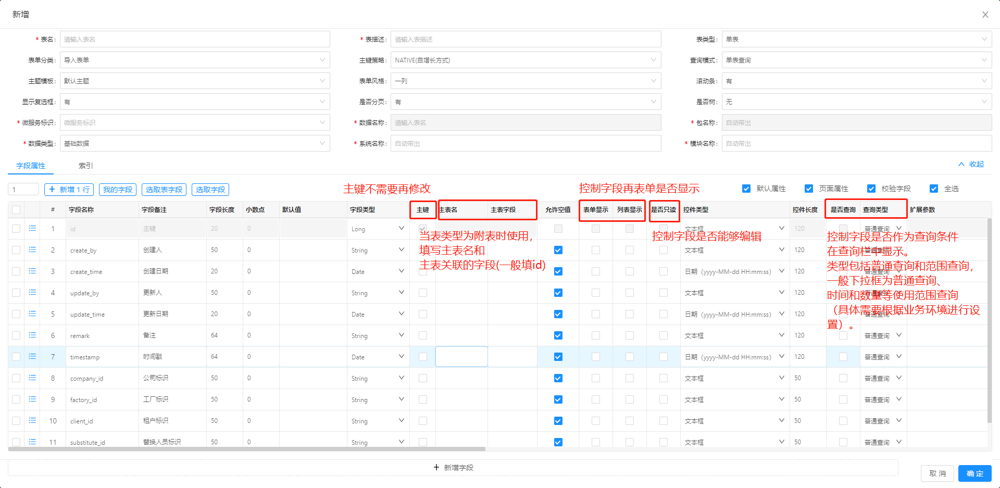 新增
* 表名: 请输入表名 * 表描述: 请输入表描述 表类型: 单表
表单分类: 导入表单 主键策略: NATIVE(自增长方式) 查询模式: 单表查询
主题模板: 默认主题 表单风格: 一列 滚动条: 有
显示复选框: 有 是否分页: 有 是否树: 无
* 微服务标识: 微服务标识 * 数据名称: 请输入表名 * 包名称: 自动带出
* 数据类型: 基础数据 * 系统名称: 自动带出 * 模块名称: 自动带出
字段属性 索引 收起
主键不需要再修改 控制字段再表单是否显示
1 + 新增 1 行 我的字段 选取表字段 选取字段 默认属性 页面属性 校验字段 全选
# 字段名称 字段备注 字段长度 小数点 默认值 字段类型 主键 主表名 主表字段 允许空值 表单显示 列表显示 是否只读 控件类型 控件长度 是否查询 查询类型 扩展参数
1 id 主键 20 0 Long 文本框 120 普通查询
当表类型为附表时使用，
填写主表名和
主表关联的字段(一般填id)
控制字段是否能够编辑
控制字段是否作为查询条件
在查询栏中显示。
类型包括普通查询和范围查询，
一般下拉框为普通查询、
时间和数量等使用范围查询
（具体需要根据业务环境进行设
置）。
2 create_by 创建人 50 0 String 文本框 120
3 create_time 创建日期 20 0 Date 日期（yyyy-MM-dd HH:mm:ss） 120
4 update_by 更新人 50 0 String 文本框 120
5 update_time 更新日期 20 0 Date 日期（yyyy-MM-dd HH:mm:ss） 120
6 remark 备注 64 0 String 文本框 120 普通查询
7 timestamp 时间戳 64 0 Date 日期（yyyy-MM-dd HH:mm:ss） 120 普通查询
8 company_id 公司标识 50 0 String 文本框 50 普通查询
9 factory_id 工厂标识 50 0 String 文本框 50 普通查询
10 client_id 租户标识 50 0 String 文本框 50 普通查询
11 substitute_id 替换人员标识 50 0 String 文本框 50 普通查询
+ 新增字段
取 消 确 定